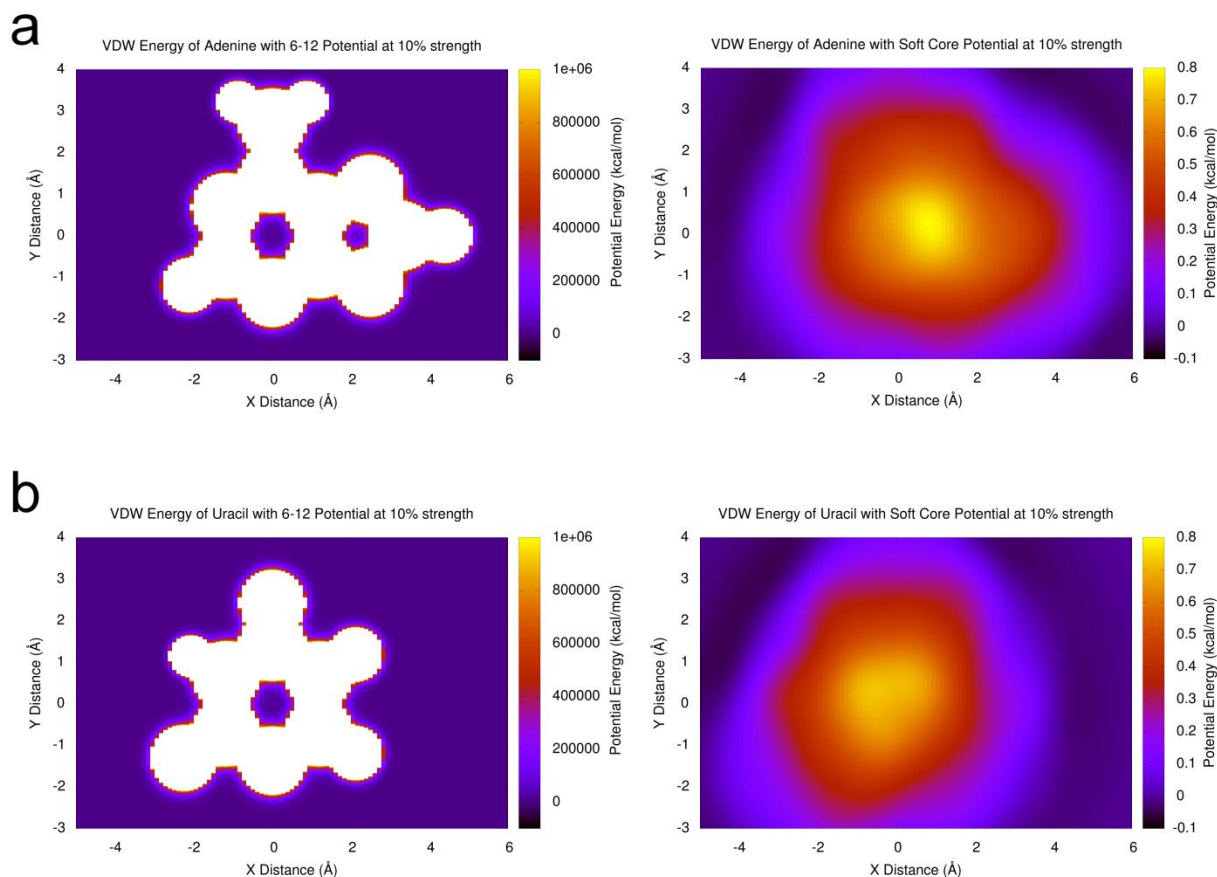 a
VDW Energy of Adenine with 6-12 Potential at 10% strength
4
3
2
1
0
-1
-2
-3
Y Distance (Å)
-4 -2 0 2 4 6
X Distance (Å)
1e+06
800000
600000
400000
200000
0
Potential Energy (kcal/mol)
VDW Energy of Adenine with Soft Core Potential at 10% strength
4
3
2
1
0
-1
-2
-3
Y Distance (Å)
-4 -2 0 2 4 6
X Distance (Å)
0.8
0.7
0.6
0.5
0.4
0.3
0.2
0.1
0
-0.1
Potential Energy (kcal/mol)
b
VDW Energy of Uracil with 6-12 Potential at 10% strength
4
3
2
1
0
-1
-2
-3
Y Distance (Å)
-4 -2 0 2 4 6
X Distance (Å)
1e+06
800000
600000
400000
200000
0
Potential Energy (kcal/mol)
VDW Energy of Uracil with Soft Core Potential at 10% strength
4
3
2
1
0
-1
-2
-3
Y Distance (Å)
-4 -2 0 2 4 6
X Distance (Å)
0.8
0.7
0.6
0.5
0.4
0.3
0.2
0.1
0
-0.1
Potential Energy (kcal/mol)